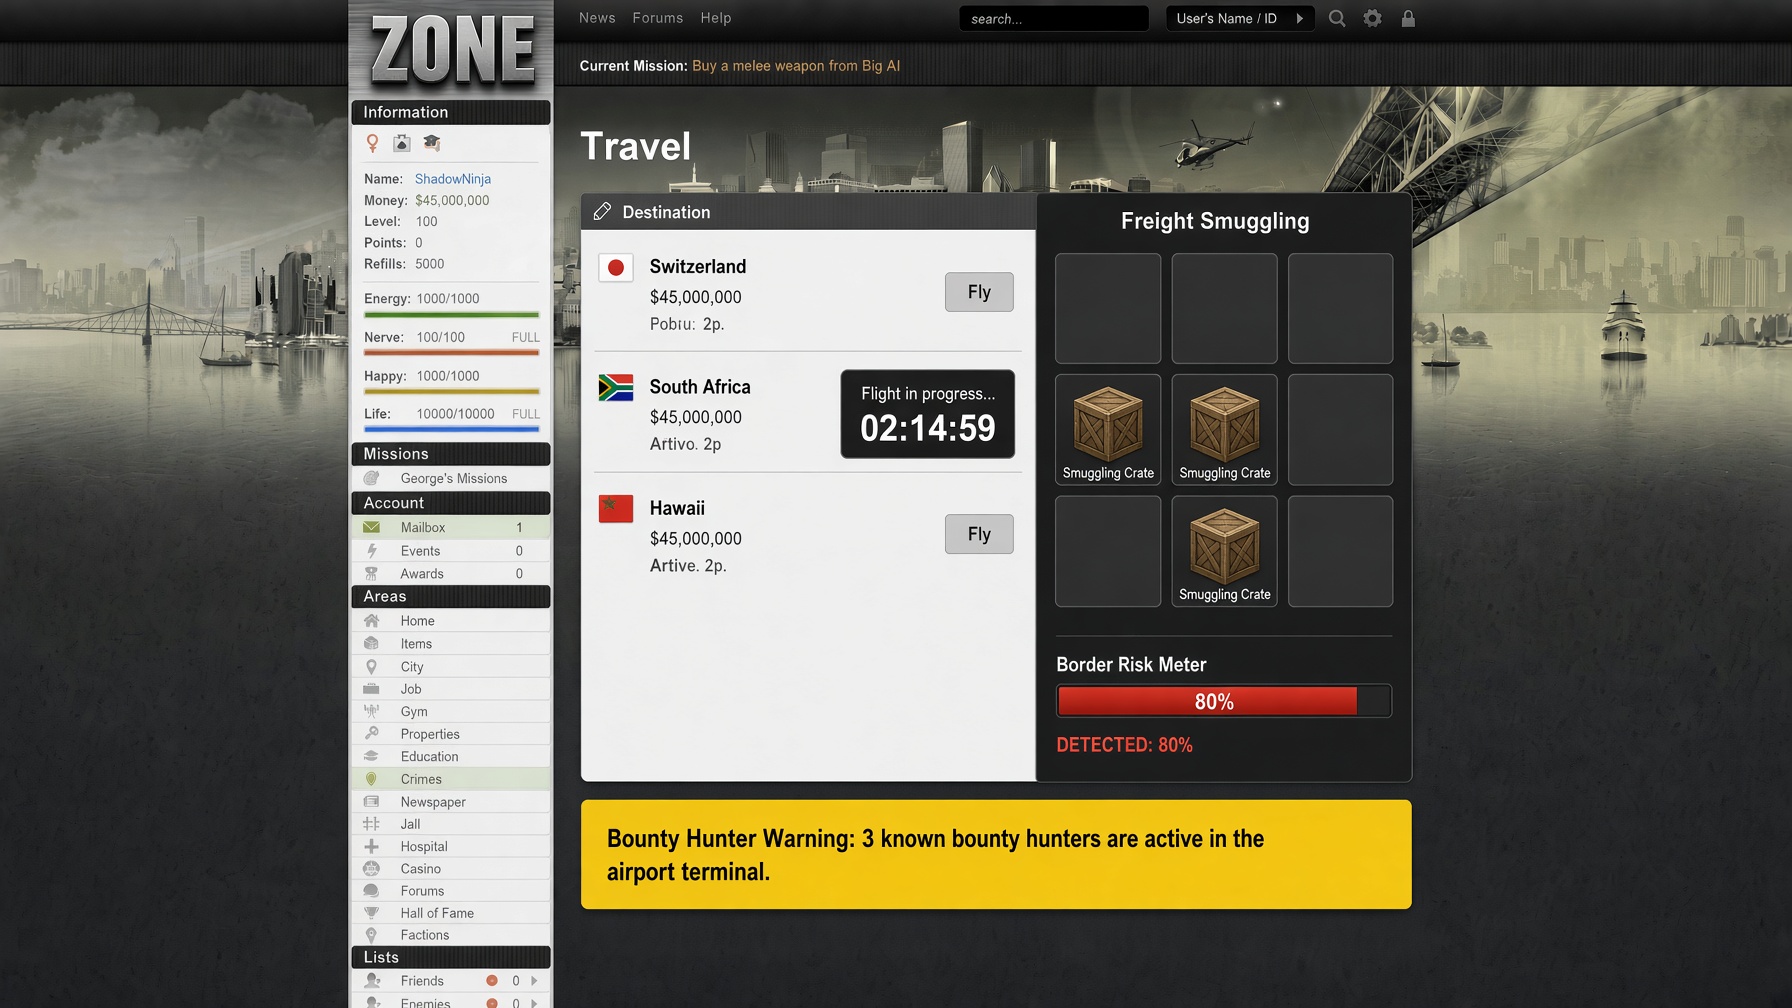 ZONE
News Forums Help
search...
User's Name / ID
Current Mission: Buy a melee weapon from Big AI
Information
Name: ShadowNinja
Money: $45,000,000
Level: 100
Points: 0
Refills: 5000
Energy: 1000/1000
Nerve: 100/100 FULL
Happy: 1000/1000
Life: 10000/10000 FULL
Missions
George's Missions
Account
Mailbox 1
Events 0
Awards 0
Areas
Home
Items
City
Job
Gym
Properties
Education
Crimes
Newspaper
Jall
Hospital
Casino
Forums
Hall of Fame
Factions
Lists
Friends 0
Enemies 0
Travel
Destination
Switzerland
$45,000,000
Pobru: 2p.
Fly
South Africa
$45,000,000
Artivo. 2p
Flight in progress...
02:14:59
Hawaii
$45,000,000
Artive. 2p.
Fly
Freight Smuggling
Smuggling Crate
Smuggling Crate
Smuggling Crate
Border Risk Meter
80%
DETECTED: 80%
Bounty Hunter Warning: 3 known bounty hunters are active in the
airport terminal.